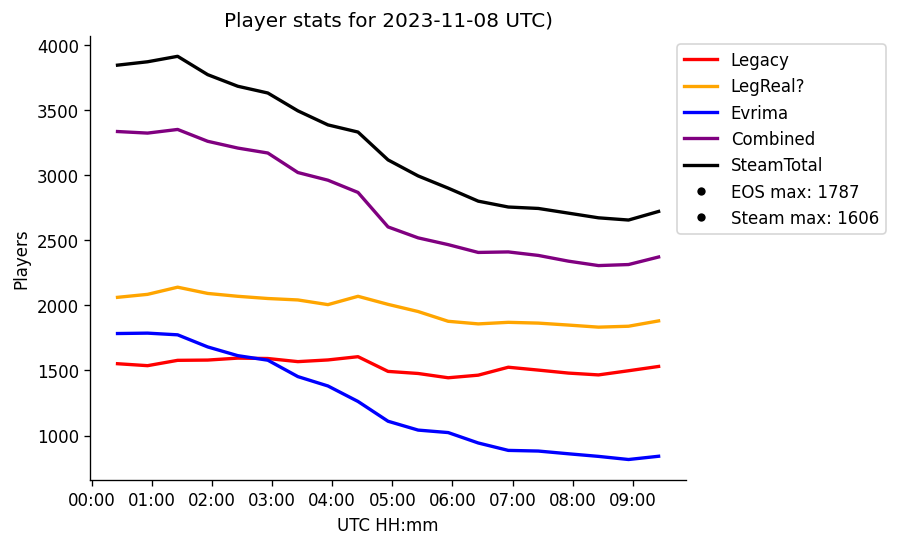 Player stats for 2023-11-08 UTC)
Players
4000
3500
3000
2500
2000
1500
1000
00:00 01:00 02:00 03:00 04:00 05:00 06:00 07:00 08:00 09:00
UTC HH:mm
Legacy
LegReal?
Evrima
Combined
SteamTotal
EOS max: 1787
Steam max: 1606